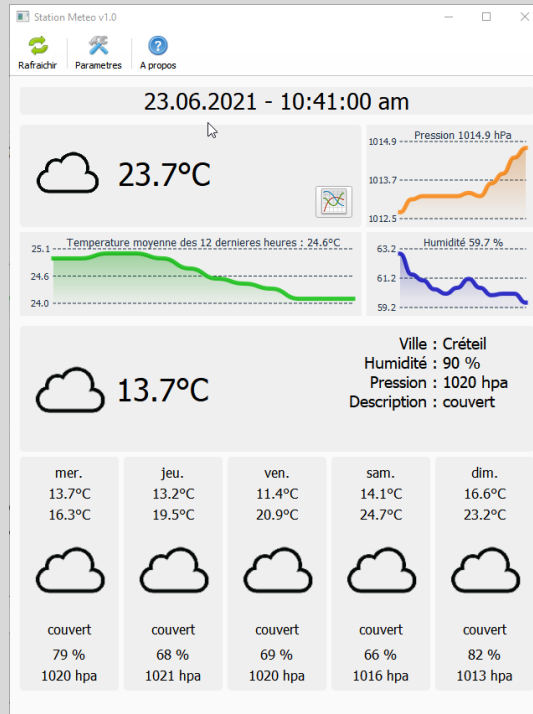 Station Meteo v1.0
Rafraichir Parametres A propos
23.06.2021 - 10:41:00 am
23.7°C
Pression 1014.9 hPa
1014.9
1013.7
1012.5
Temperature moyenne des 12 dernieres heures : 24.6°C
25.1
24.6
24.0
Humidité 59.7 %
63.2
61.2
59.2
13.7°C
Ville : Créteil
Humidité : 90 %
Pression : 1020 hpa
Description : couvert
mer. jeu. ven. sam. dim.
13.7°C 13.2°C 11.4°C 14.1°C 16.6°C
16.3°C 19.5°C 20.9°C 24.7°C 23.2°C
couvert couvert couvert couvert couvert
79 % 68 % 69 % 66 % 82 %
1020 hpa 1021 hpa 1020 hpa 1016 hpa 1013 hpa